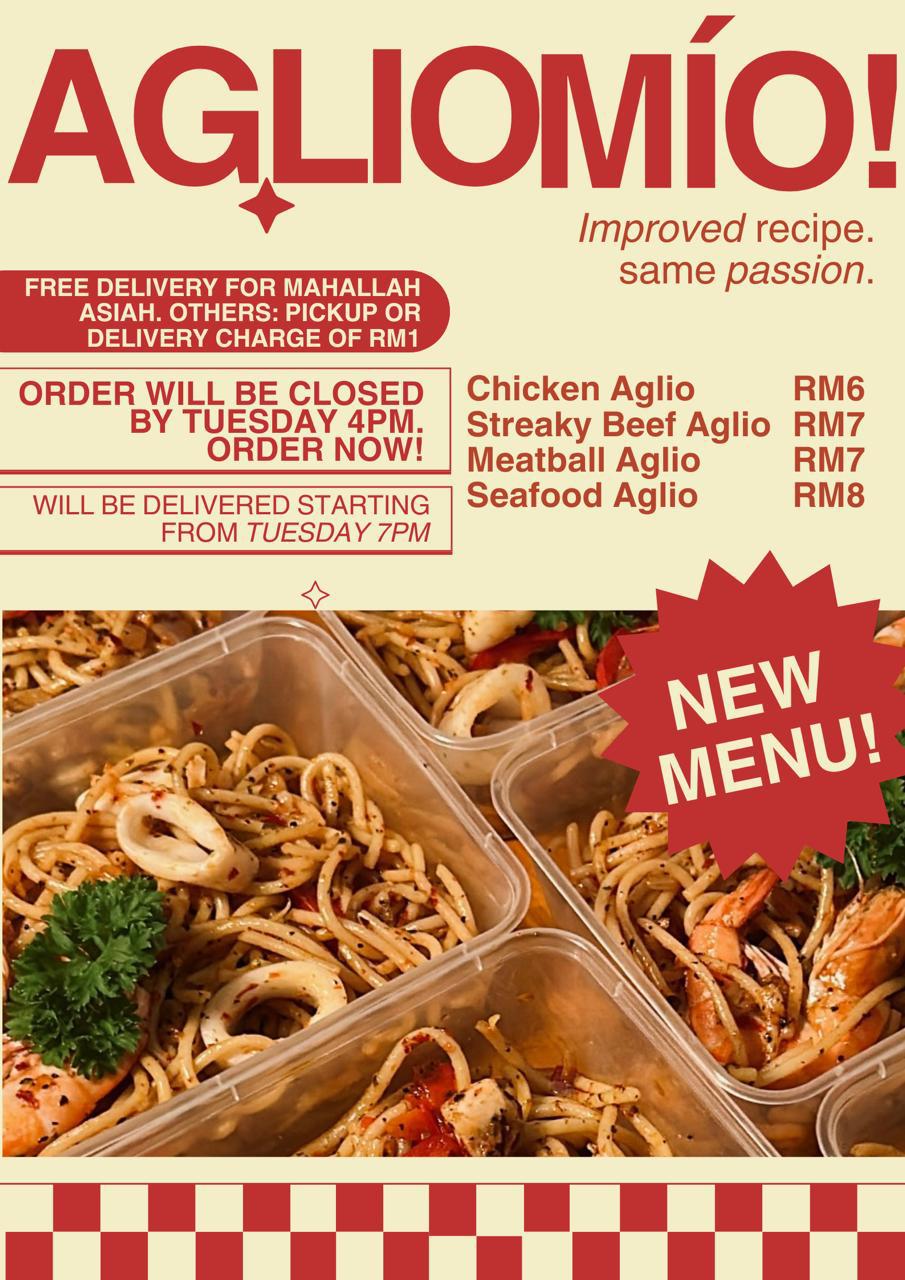 AGLIOMÍO!
Improved recipe.
same passion.
FREE DELIVERY FOR MAHALLAH
ASIAH. OTHERS: PICKUP OR
DELIVERY CHARGE OF RM1
ORDER WILL BE CLOSED
BY TUESDAY 4PM.
ORDER NOW!
WILL BE DELIVERED STARTING
FROM TUESDAY 7PM
Chicken Aglio RM6
Streaky Beef Aglio RM7
Meatball Aglio RM7
Seafood Aglio RM8
NEW
MENU!